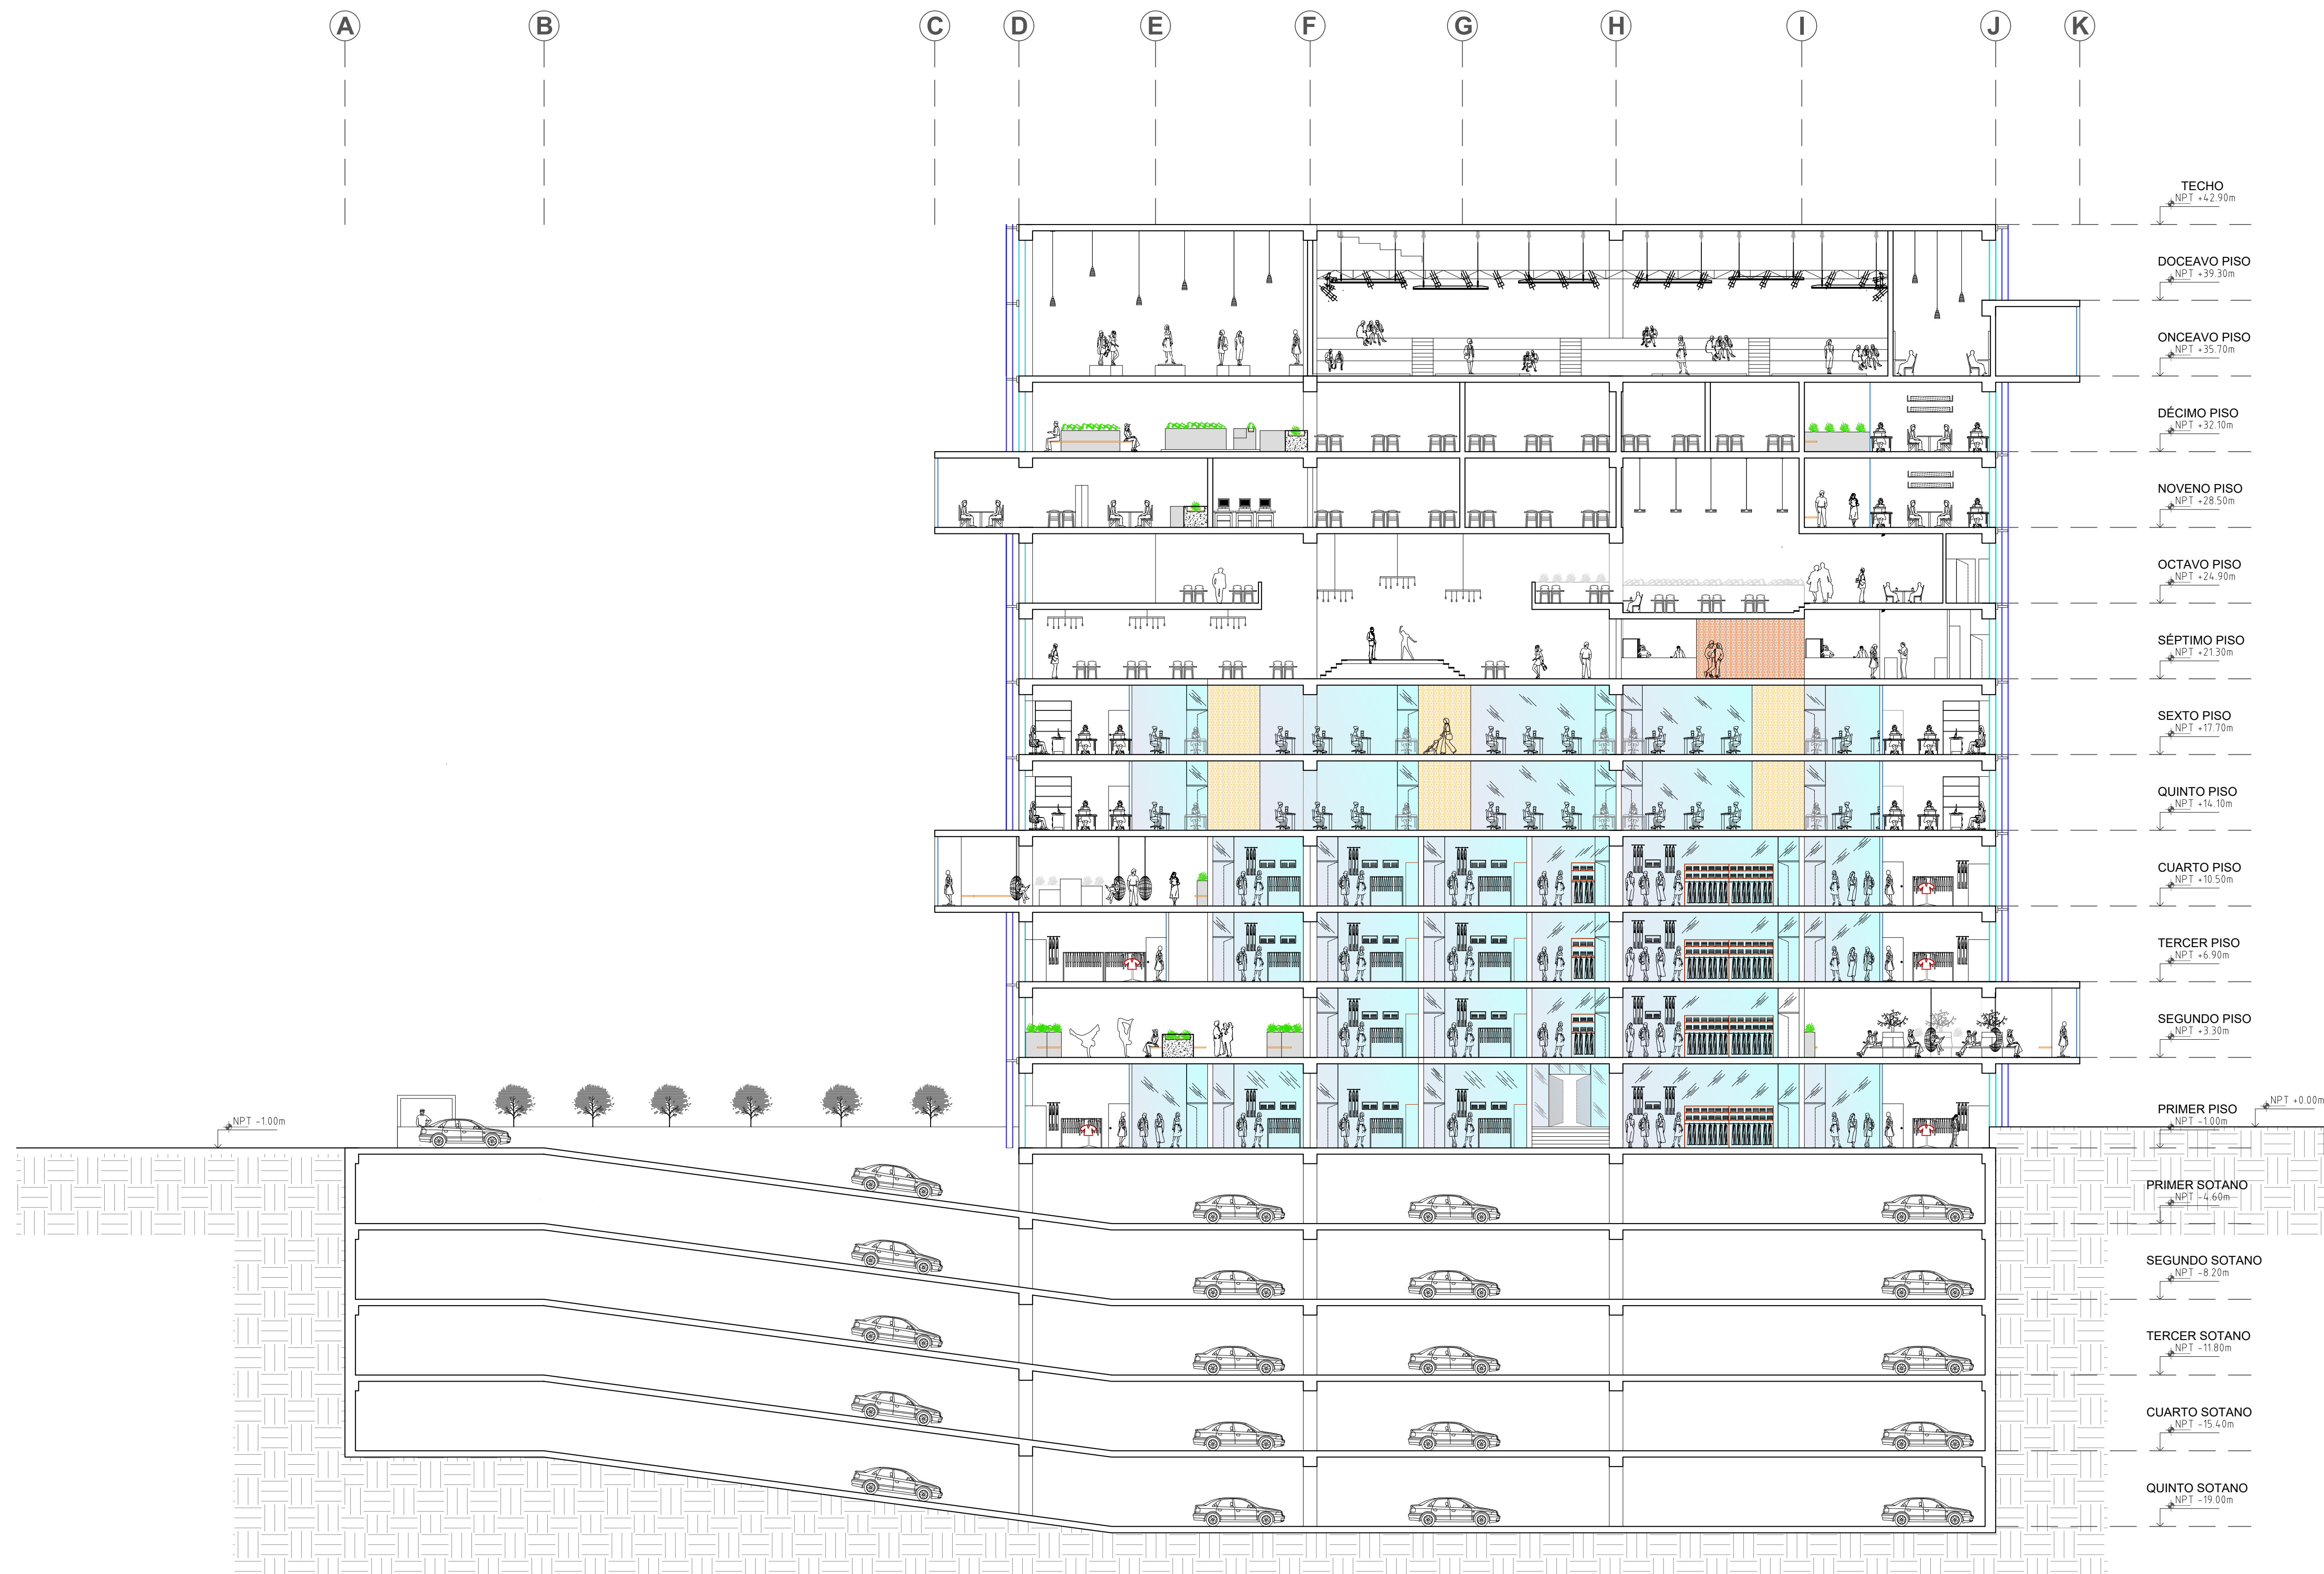 A B C D E F G H I J K
TECHO
NPT +42.90m
DOCEAVO PISO
NPT +39.30m
ONCEAVO PISO
NPT +35.70m
DÉCIMO PISO
NPT +32.10m
NOVENO PISO
NPT +28.50m
OCTAVO PISO
NPT +24.90m
SÉPTIMO PISO
NPT +21.30m
SEXTO PISO
NPT +17.70m
QUINTO PISO
NPT +14.10m
CUARTO PISO
NPT +10.50m
TERCER PISO
NPT +6.90m
SEGUNDO PISO
NPT +3.30m
NPT +0.00m
PRIMER PISO
NPT -1.00m
NPT -1.00m
PRIMER SOTANO
NPT -4.60m
SEGUNDO SOTANO
NPT -8.20m
TERCER SOTANO
NPT -11.80m
CUARTO SOTANO
NPT -15.40m
QUINTO SOTANO
NPT -19.00m